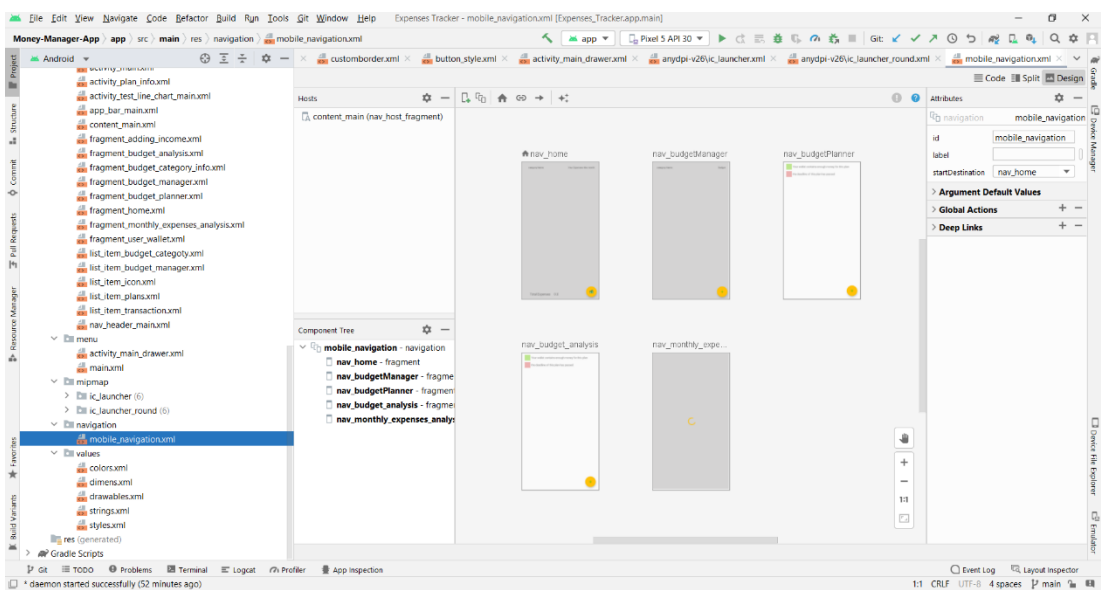 File Edit View Navigate Code Refactor Build Run Tools Git Window Help Expenses Tracker - mobile_navigation.xml [Expenses_Tracker.app.main]
Money-Manager-App app src main res navigation mobile_navigation.xml app Pixel 5 API 30 Git:
Android customborder.xml button_style.xml activity_main_drawer.xml anydpi-v26\ic_launcher.xml anydpi-v26\ic_launcher_round.xml mobile_navigation.xml
Code Split Design
activity_plan_info.xml
activity_test_line_chart_main.xml
app_bar_main.xml
content_main.xml
fragment_adding_income.xml
fragment_budget_analysis.xml
fragment_budget_category_info.xml
fragment_budget_manager.xml
fragment_budget_planner.xml
fragment_home.xml
fragment_monthly_expenses_analysis.xml
fragment_user_wallet.xml
list_item_budget_categoty.xml
list_item_budget_manager.xml
list_item_icon.xml
list_item_plans.xml
list_item_transaction.xml
nav_header_main.xml
menu
activity_main_drawer.xml
main.xml
mipmap
ic_launcher (6)
ic_launcher_round (6)
navigation
mobile_navigation.xml
values
colors.xml
dimens.xml
drawables.xml
strings.xml
styles.xml
res (generated)
Gradle Scripts
Hosts
content_main (nav_host_fragment)
Component Tree
mobile_navigation - navigation
nav_home - fragment
nav_budgetManager - fragme
nav_budgetPlanner - fragment
nav_budget_analysis - fragme
nav_monthly_expenses_analys
nav_home nav_budgetManager nav_budgetPlanner
nav_budget_analysis nav_monthly_expe...
1:1
Attributes
navigation mobile_navigation
id mobile_navigation
label
startDestination nav_home
Argument Default Values
Global Actions
Deep Links
Project
Structure
Commit
Pull Requests
Resource Manager
Favorites
Build Variants
Gradle
Device Manager
Device File Explorer
Emulator
Git TODO Problems Terminal Logcat Profiler App Inspection Event Log Layout Inspector
* daemon started successfully (52 minutes ago) 1:1 CRLF UTF-8 4 spaces main